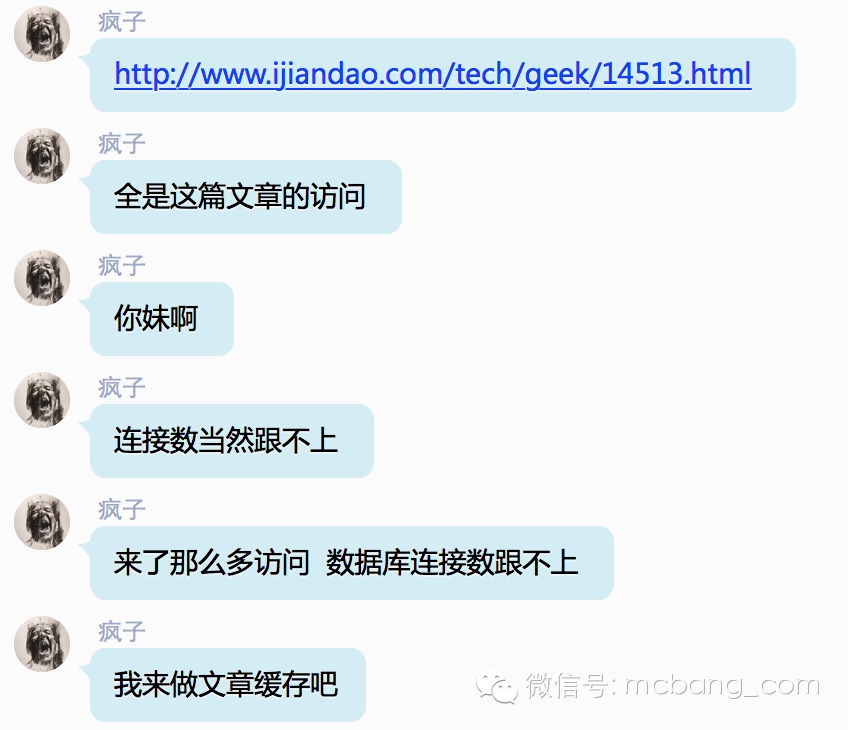 疯子
http://www.ijiandao.com/tech/geek/14513.html
疯子
全是这篇文章的访问
疯子
你妹啊
疯子
连接数当然跟不上
疯子
来了那么多访问  数据库连接数跟不上
疯子
我来做文章缓存吧
微信号: mcbang_com